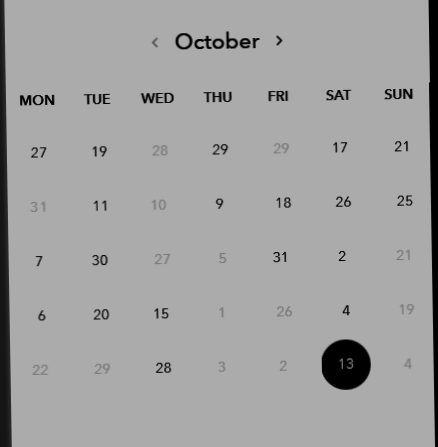 ‹ October ›
MON TUE WED THU FRI SAT SUN
27 19 28 29 29 17 21
31 11 10 9 18 26 25
7 30 27 5 31 2 21
6 20 15 1 26 4 19
22 29 28 3 2 13 4